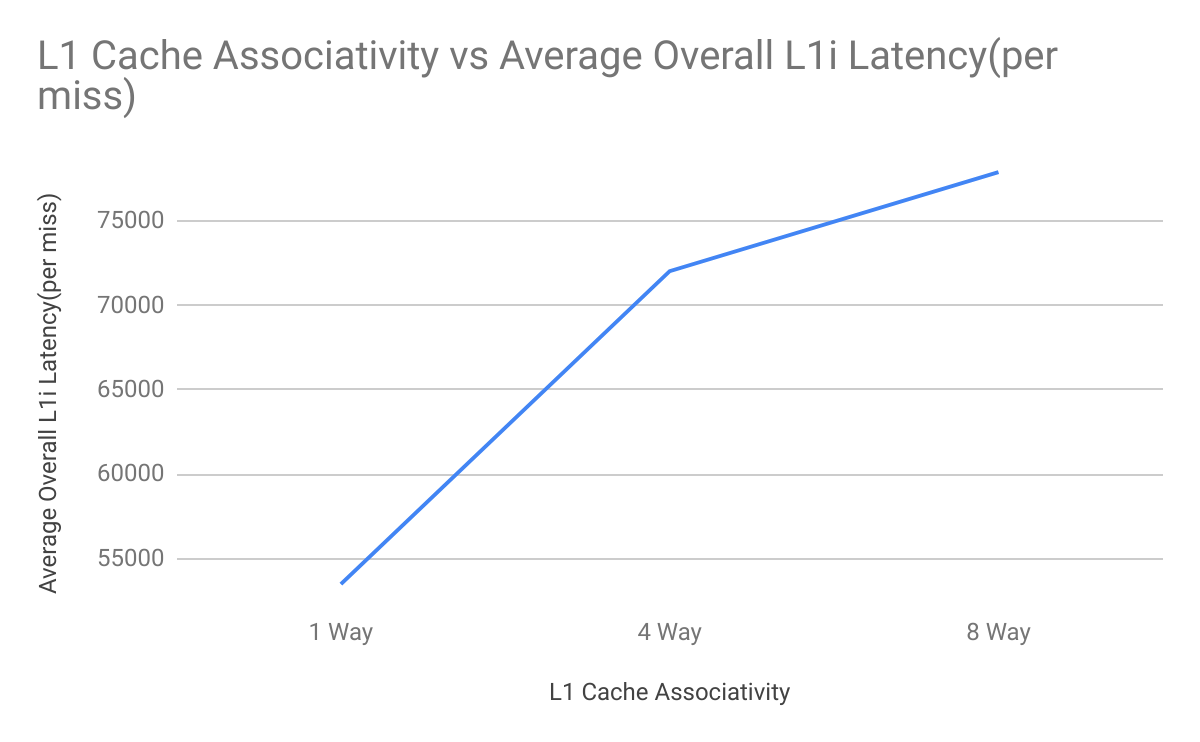 L1 Cache Associativity vs Average Overall L1i Latency(per
miss)
Average Overall L1i Latency(per miss)
75000
70000
65000
60000
55000
1 Way
4 Way
8 Way
L1 Cache Associativity